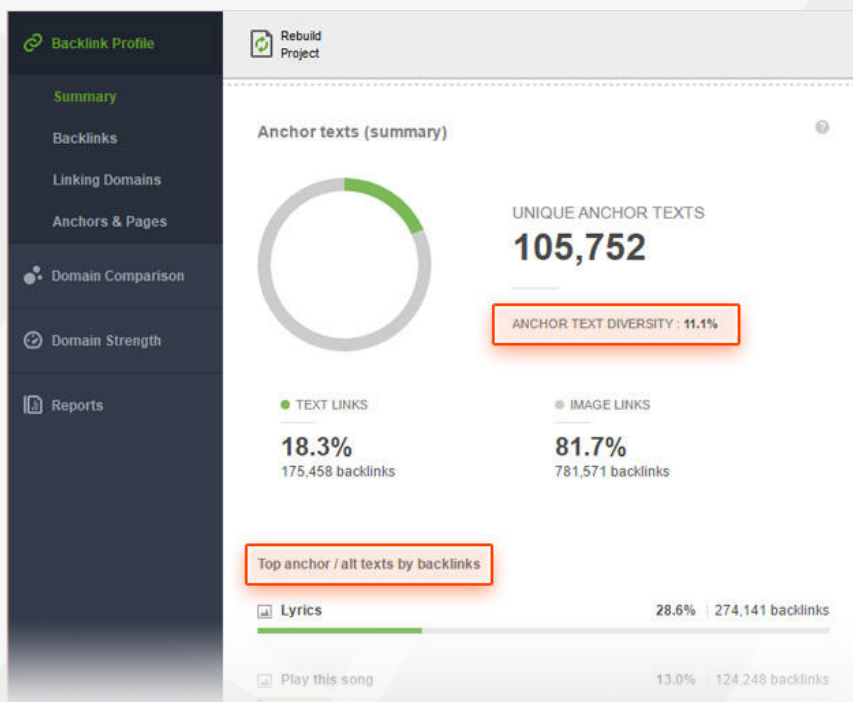 Backlink Profile
Summary
Backlinks
Linking Domains
Anchors & Pages
Domain Comparison
Domain Strength
Reports
Rebuild
Project
Anchor texts (summary)
?
UNIQUE ANCHOR TEXTS
105,752
ANCHOR TEXT DIVERSITY : 11.1%
TEXT LINKS
18.3%
175,458 backlinks
IMAGE LINKS
81.7%
781,571 backlinks
Top anchor / alt texts by backlinks
Lyrics 28.6% | 274,141 backlinks
Play this song 13.0% | 124,248 backlinks